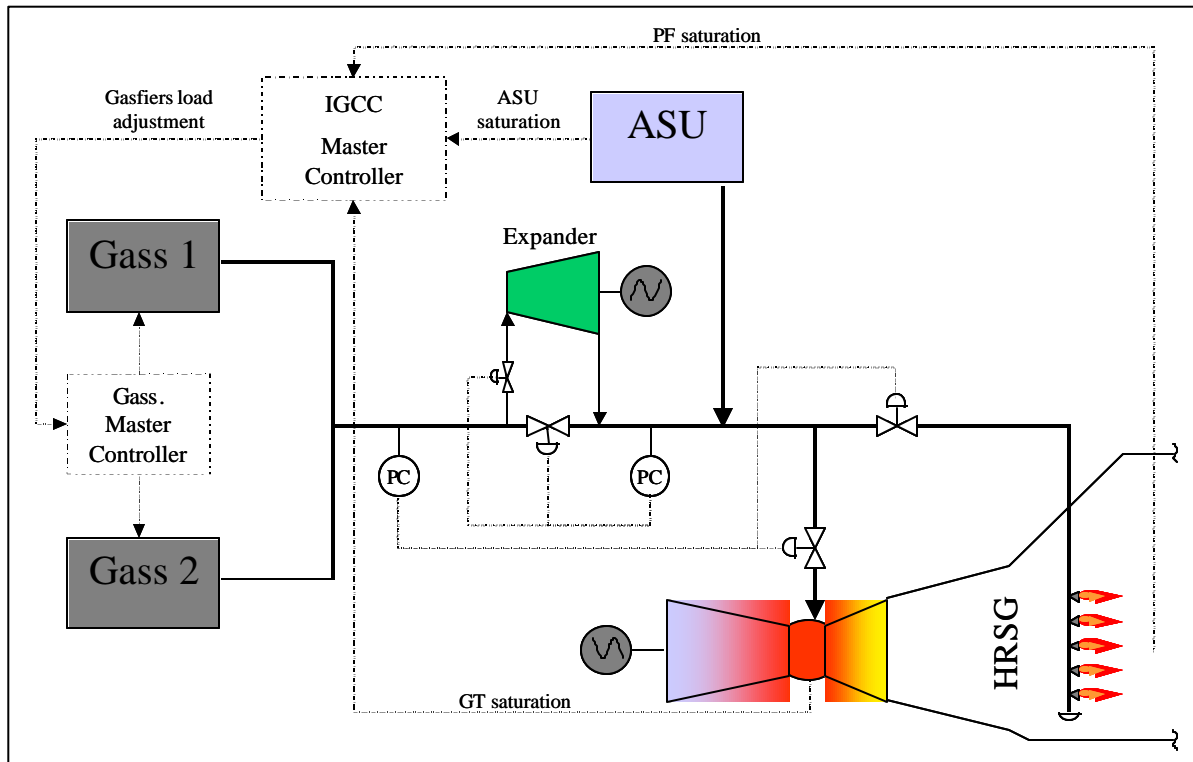 PF saturation
Gasfiers load
adjustment
IGCC
Master
Controller
ASU
saturation
ASU
Gass 1
Expander
Gass.
Master
Controller
PC
PC
Gass 2
HRSG
GT saturation